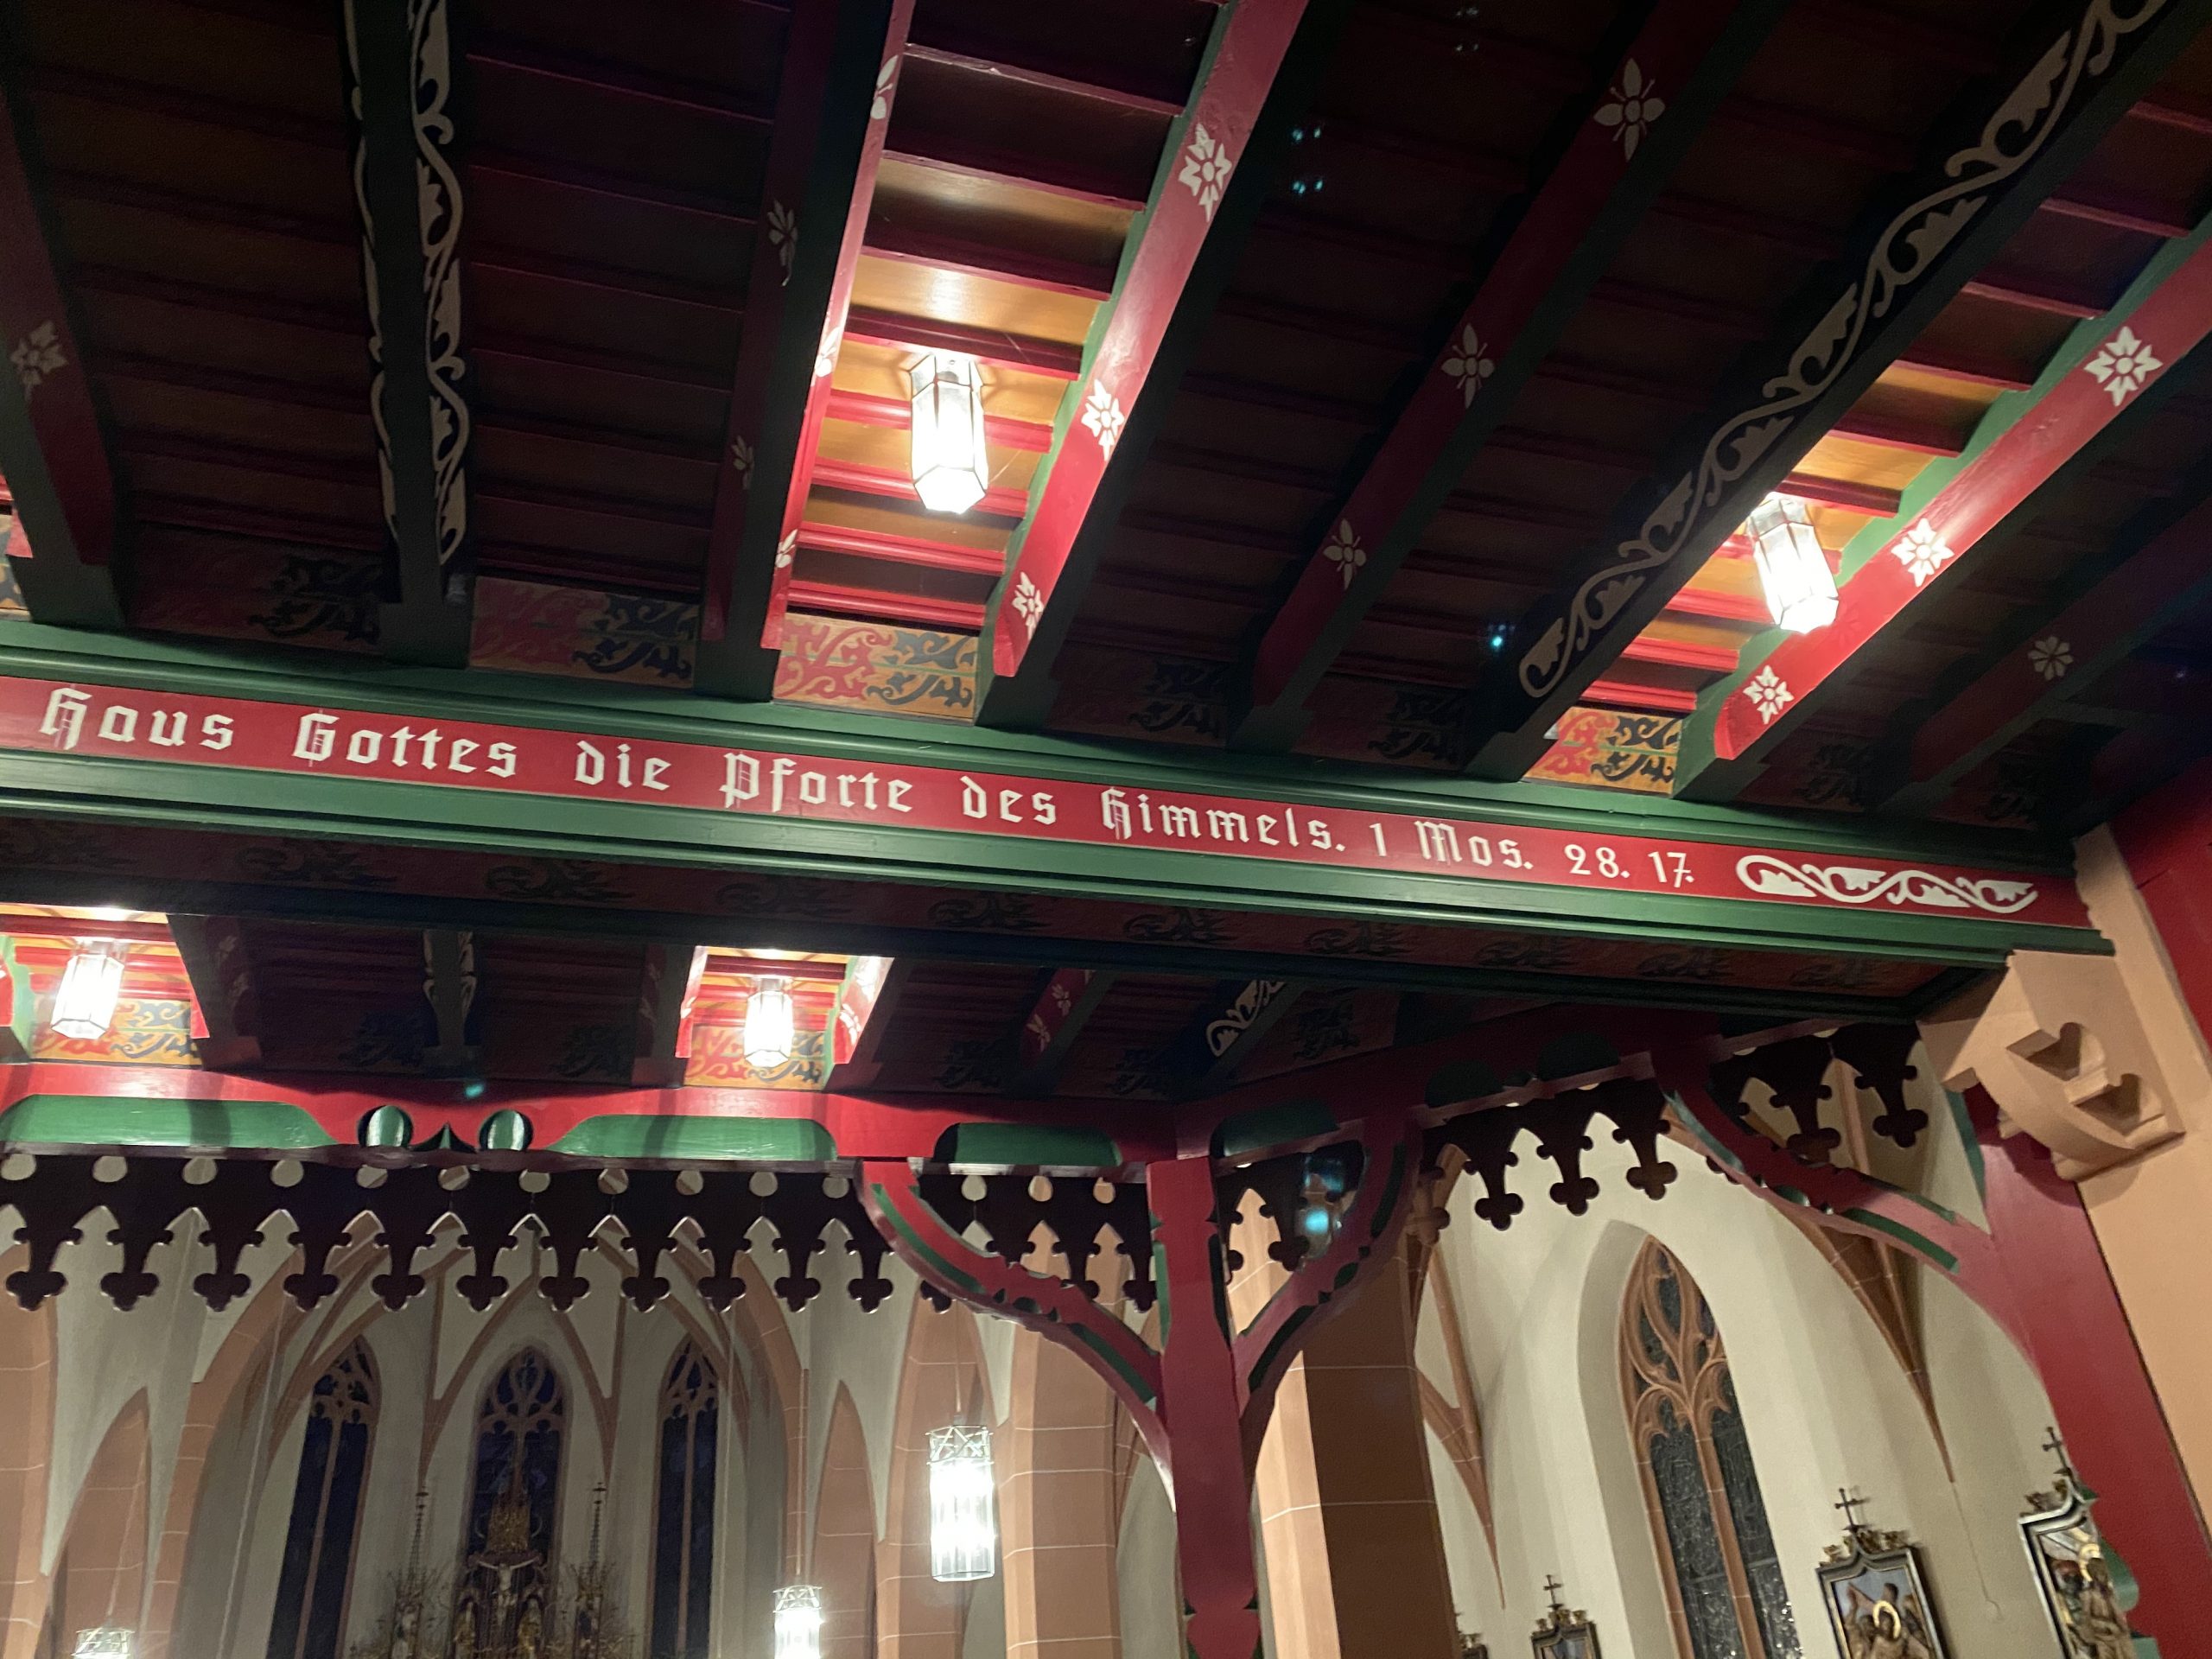 Haus Gottes die Pforte des Himmels. 1 Mos. 28. 17.